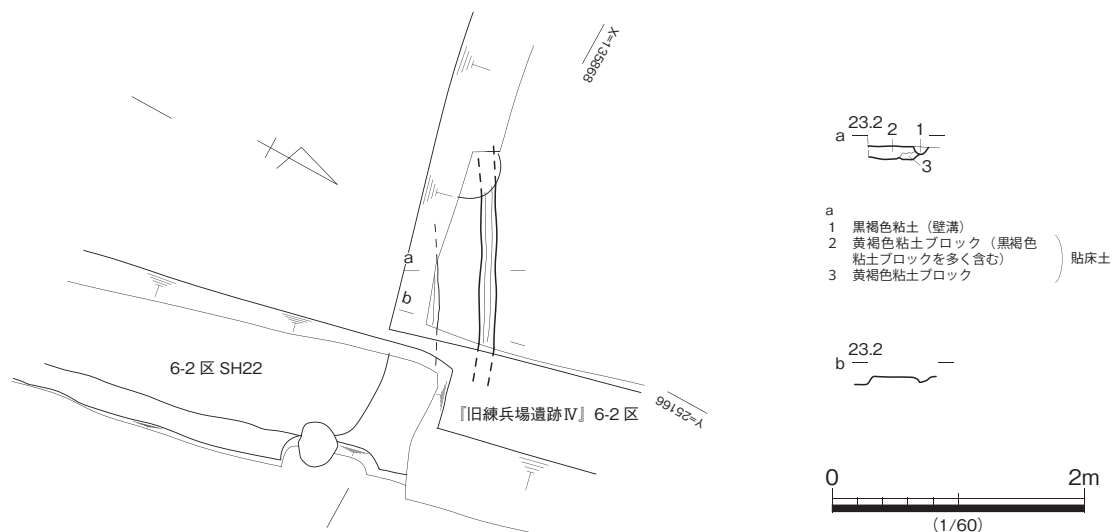 X=135868
a
b
6-2 区 SH22
『旧練兵場遺跡Ⅳ』 6-2 区
Y=25166
a 23.2 2 1
3
a
1 黒褐色粘土（壁溝）
2 黄褐色粘土ブロック（黒褐色
粘土ブロックを多く含む）
3 黄褐色粘土ブロック
貼床土
b 23.2
0 2m
(1/60)